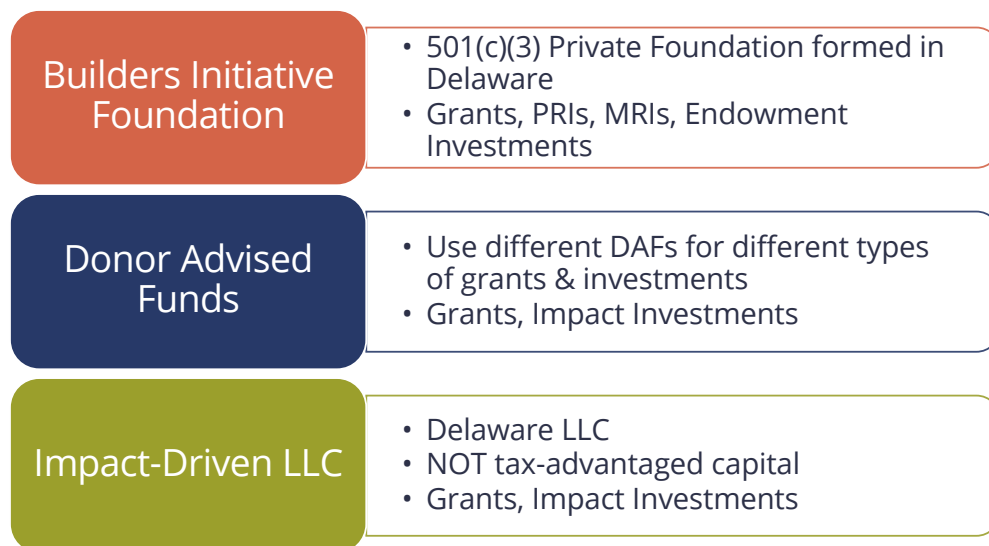 Builders Initiative
Foundation
• 501(c)(3) Private Foundation formed in
Delaware
• Grants, PRIs, MRIs, Endowment
Investments
Donor Advised
Funds
• Use different DAFs for different types
of grants & investments
• Grants, Impact Investments
Impact-Driven LLC
• Delaware LLC
• NOT tax-advantaged capital
• Grants, Impact Investments